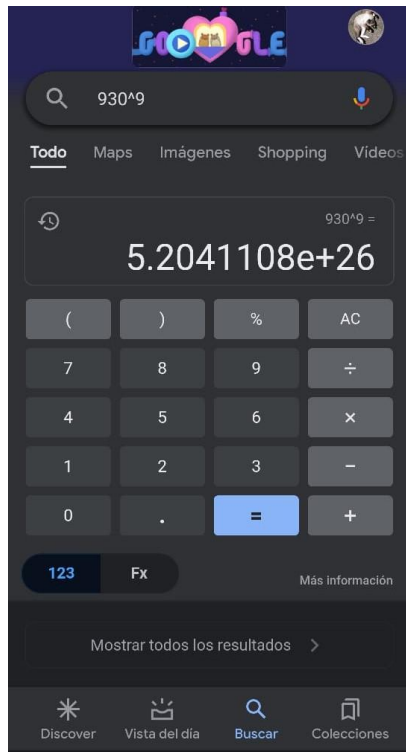 GOOGLE
930^9
Todo Maps Imágenes Shopping Vídeos
930^9 =
5.2041108e+26
( ) % AC
7 8 9 ÷
4 5 6 ×
1 2 3 −
0 . = +
123 Fx
Más información
Mostrar todos los resultados >
Discover Vista del día Buscar Colecciones